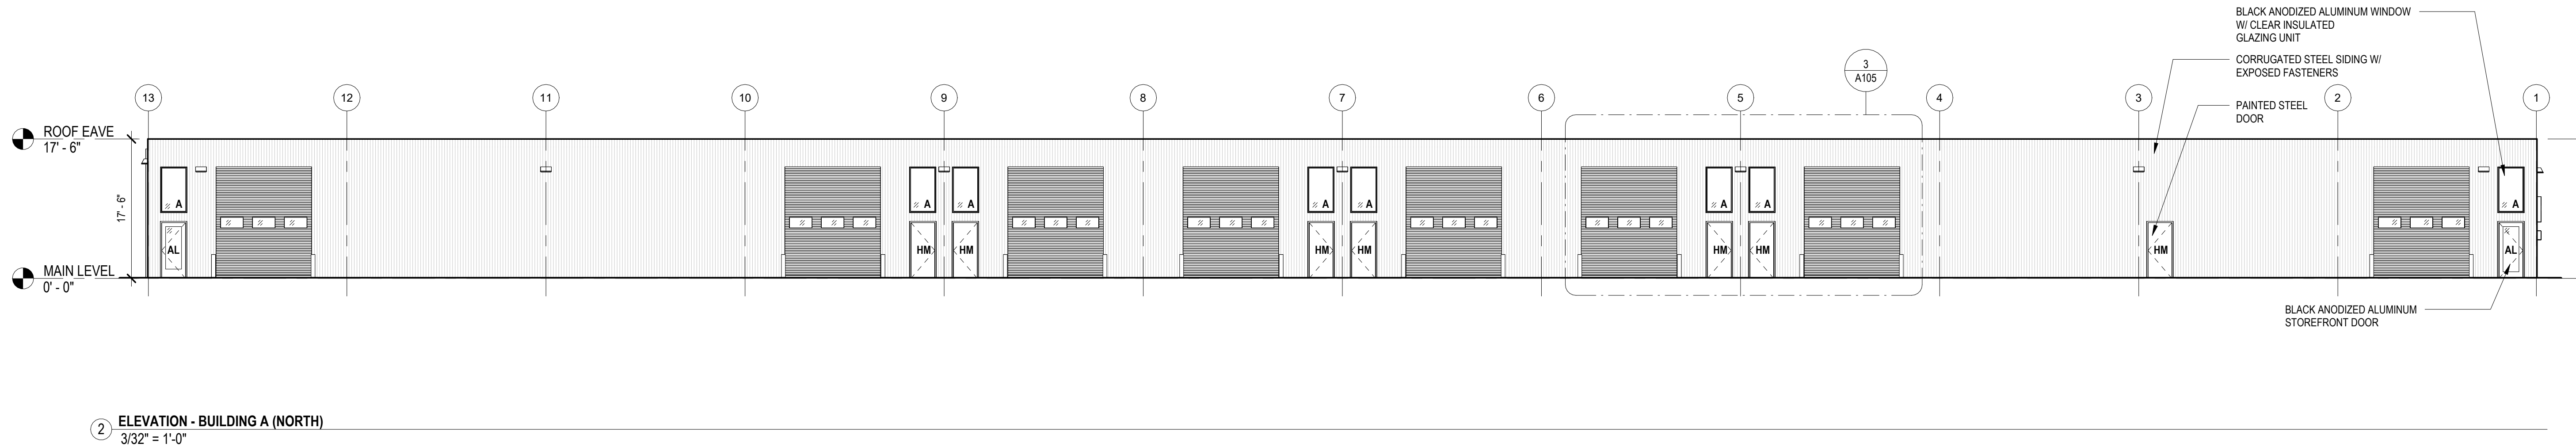 BLACK ANODIZED ALUMINUM WINDOW
W/ CLEAR INSULATED
GLAZING UNIT
CORRUGATED STEEL SIDING W/
EXPOSED FASTENERS
PAINTED STEEL
DOOR
3
A105
13 12 11 10 9 8 7 6 5 4 3 2 1
ROOF EAVE
17' - 6"
17' - 6"
A A A A A A A A
AL HM HM HM HM HM HM HM AL
MAIN LEVEL
0' - 0"
BLACK ANODIZED ALUMINUM
STOREFRONT DOOR
2 ELEVATION - BUILDING A (NORTH)
3/32" = 1'-0"